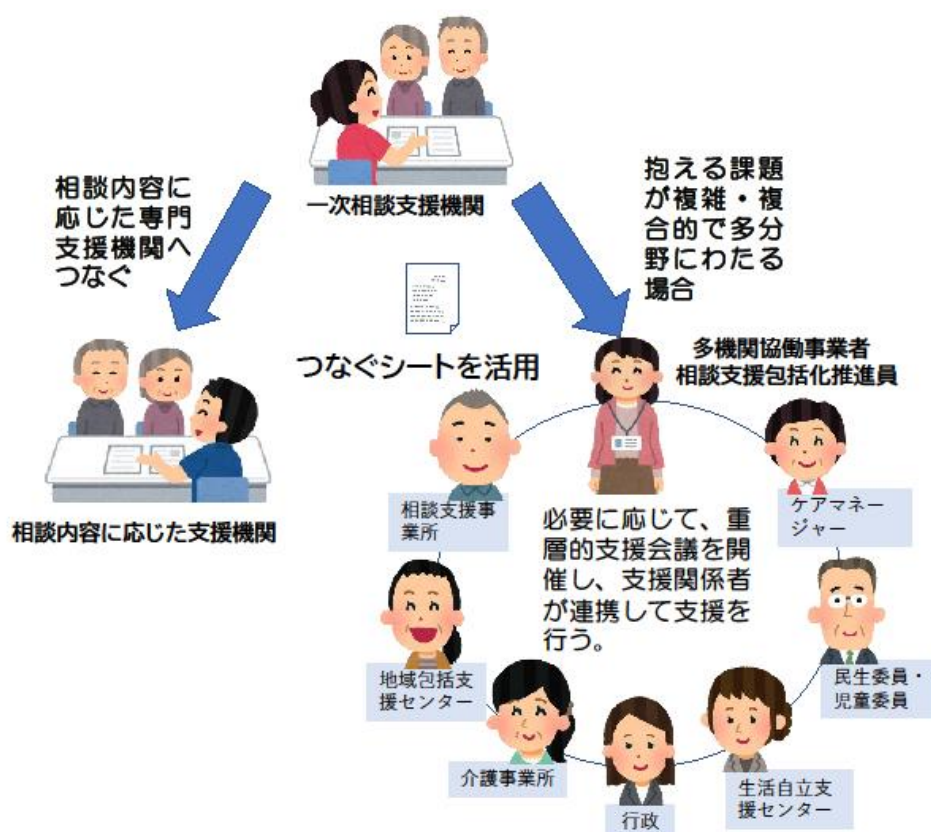 一次相談支援機関
相談内容に
応じた専門
支援機関へ
つなぐ
抱える課題
が複雑・複
合的で多分
野にわたる
場合
つなぐシートを活用
相談内容に応じた支援機関
多機関協働事業者
相談支援包括化推進員
相談支援事
業所
ケアマネー
ジャー
必要に応じて、重
層的支援会議を開
催し、支援関係者
が連携して支援を
行う。
地域包括支
援センター
民生委員・
児童委員
介護事業所
生活自立支
援センター
行政